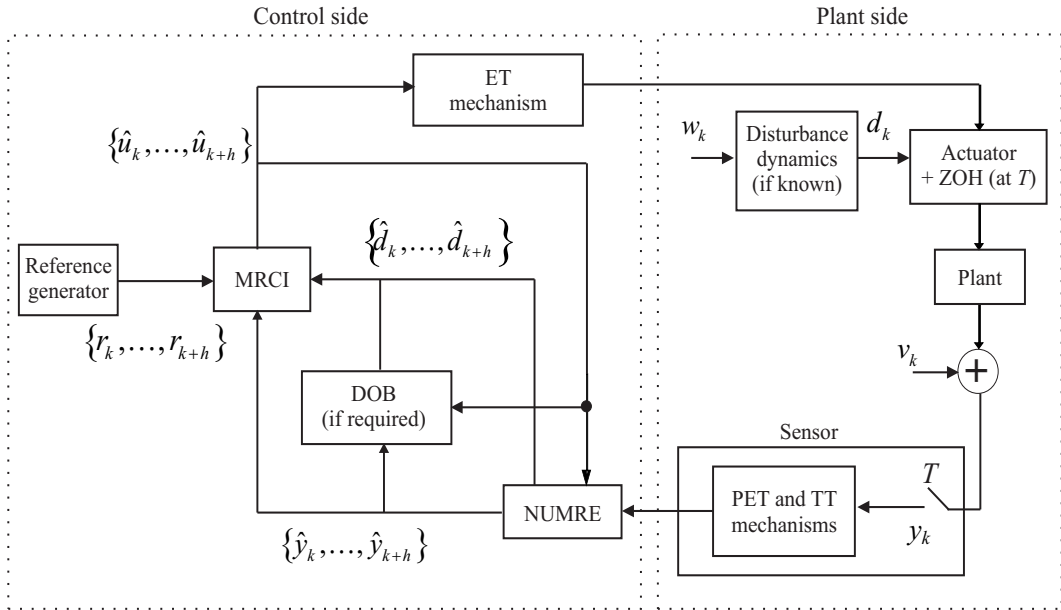 Control side
Plant side
ET
mechanism
{û_k,…,û_{k+h}}
w_k
Disturbance
dynamics
(if known)
d_k
Actuator
+ ZOH (at T)
{d̂_k,…,d̂_{k+h}}
Reference
generator
MRCI
Plant
{r_k,…,r_{k+h}}
v_k
+
DOB
(if required)
Sensor
NUMRE
PET and TT
mechanisms
T
y_k
{ŷ_k,…,ŷ_{k+h}}